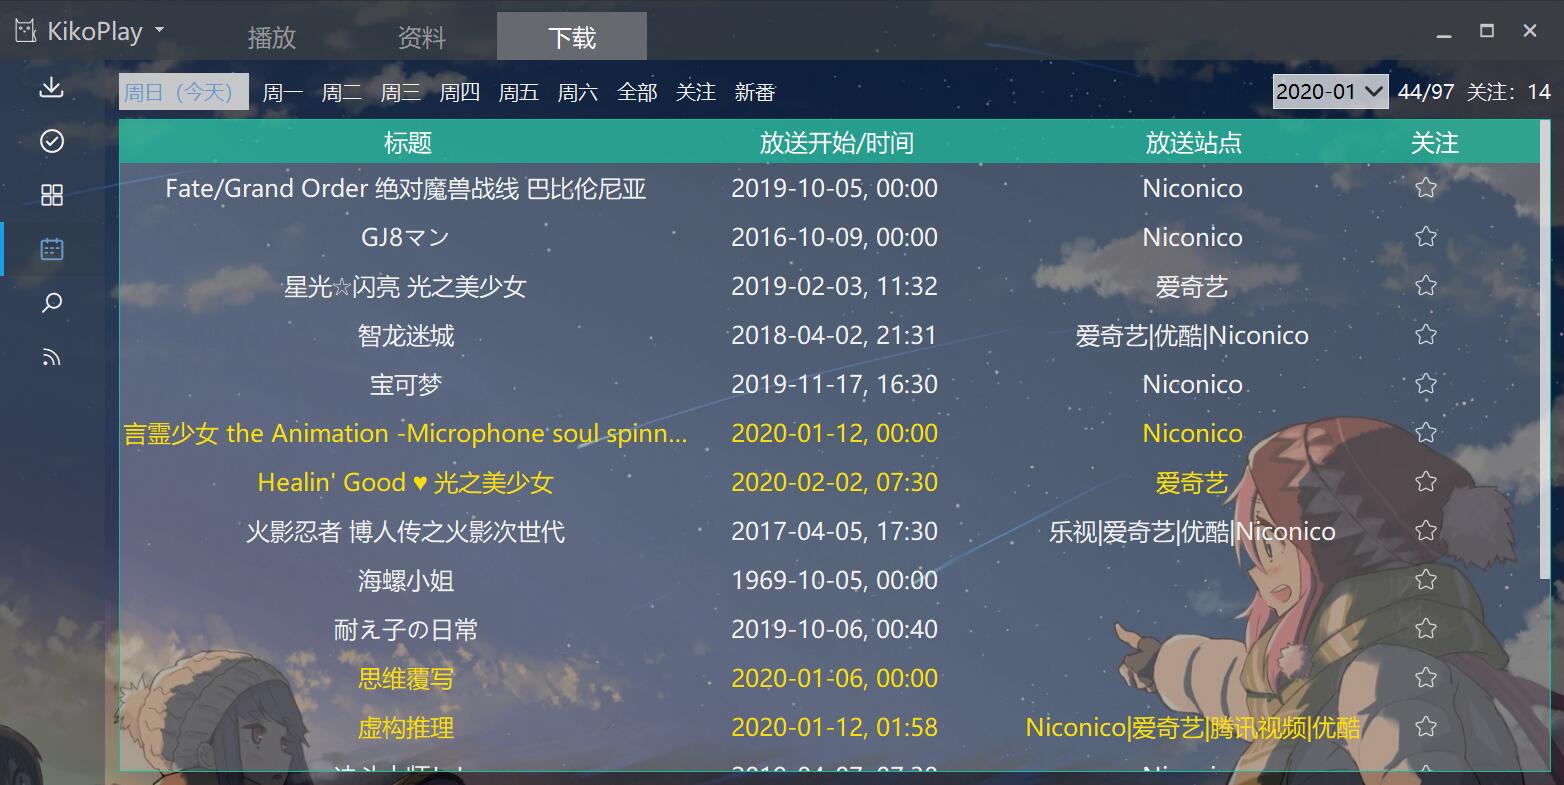 KikoPlay 播放 资料 下载
周日（今天） 周一 周二 周三 周四 周五 周六 全部 关注 新番 2020-01 44/97 关注：14
标题 放送开始/时间 放送站点 关注
Fate/Grand Order 绝对魔兽战线 巴比伦尼亚 2019-10-05, 00:00 Niconico
GJ8マン 2016-10-09, 00:00 Niconico
星光☆闪亮 光之美少女 2019-02-03, 11:32 爱奇艺
智龙迷城 2018-04-02, 21:31 爱奇艺|优酷|Niconico
宝可梦 2019-11-17, 16:30 Niconico
言霊少女 the Animation -Microphone soul spinn... 2020-01-12, 00:00 Niconico
Healin' Good ♥ 光之美少女 2020-02-02, 07:30 爱奇艺
火影忍者 博人传之火影次世代 2017-04-05, 17:30 乐视|爱奇艺|优酷|Niconico
海螺小姐 1969-10-05, 00:00
耐え子の日常 2019-10-06, 00:40
思维覆写 2020-01-06, 00:00
虚构推理 2020-01-12, 01:58 Niconico|爱奇艺|腾讯视频|优酷